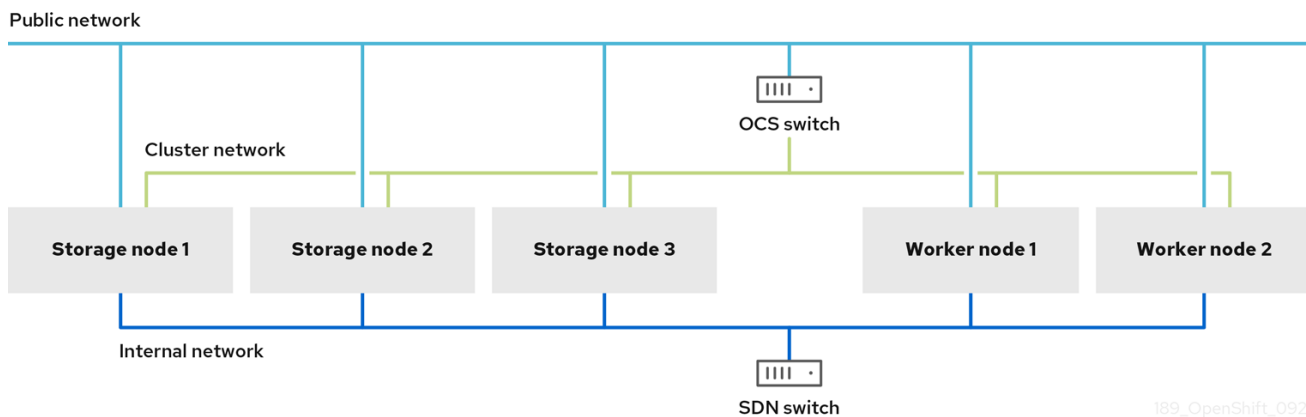 Public network
OCS switch
Cluster network
Storage node 1
Storage node 2
Storage node 3
Worker node 1
Worker node 2
Internal network
SDN switch
189_OpenShift_092